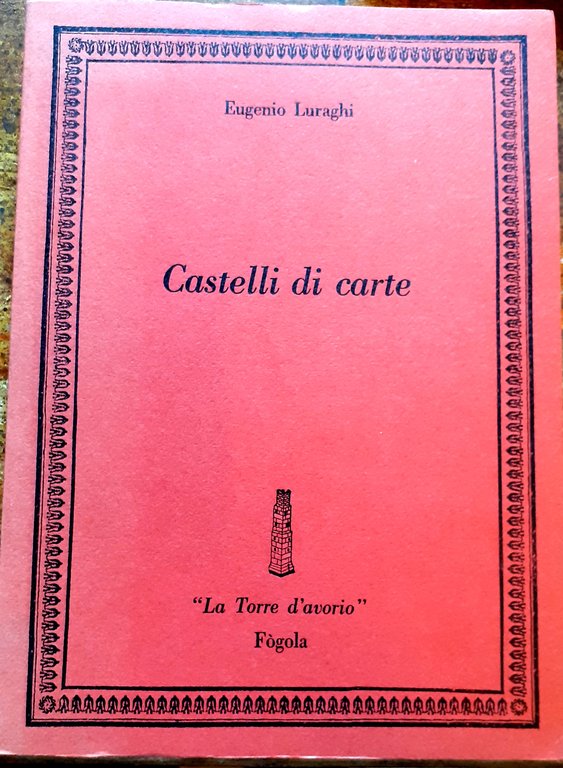 Eugenio Luraghi
Castelli di carte
“La Torre d'avorio”
Fògola